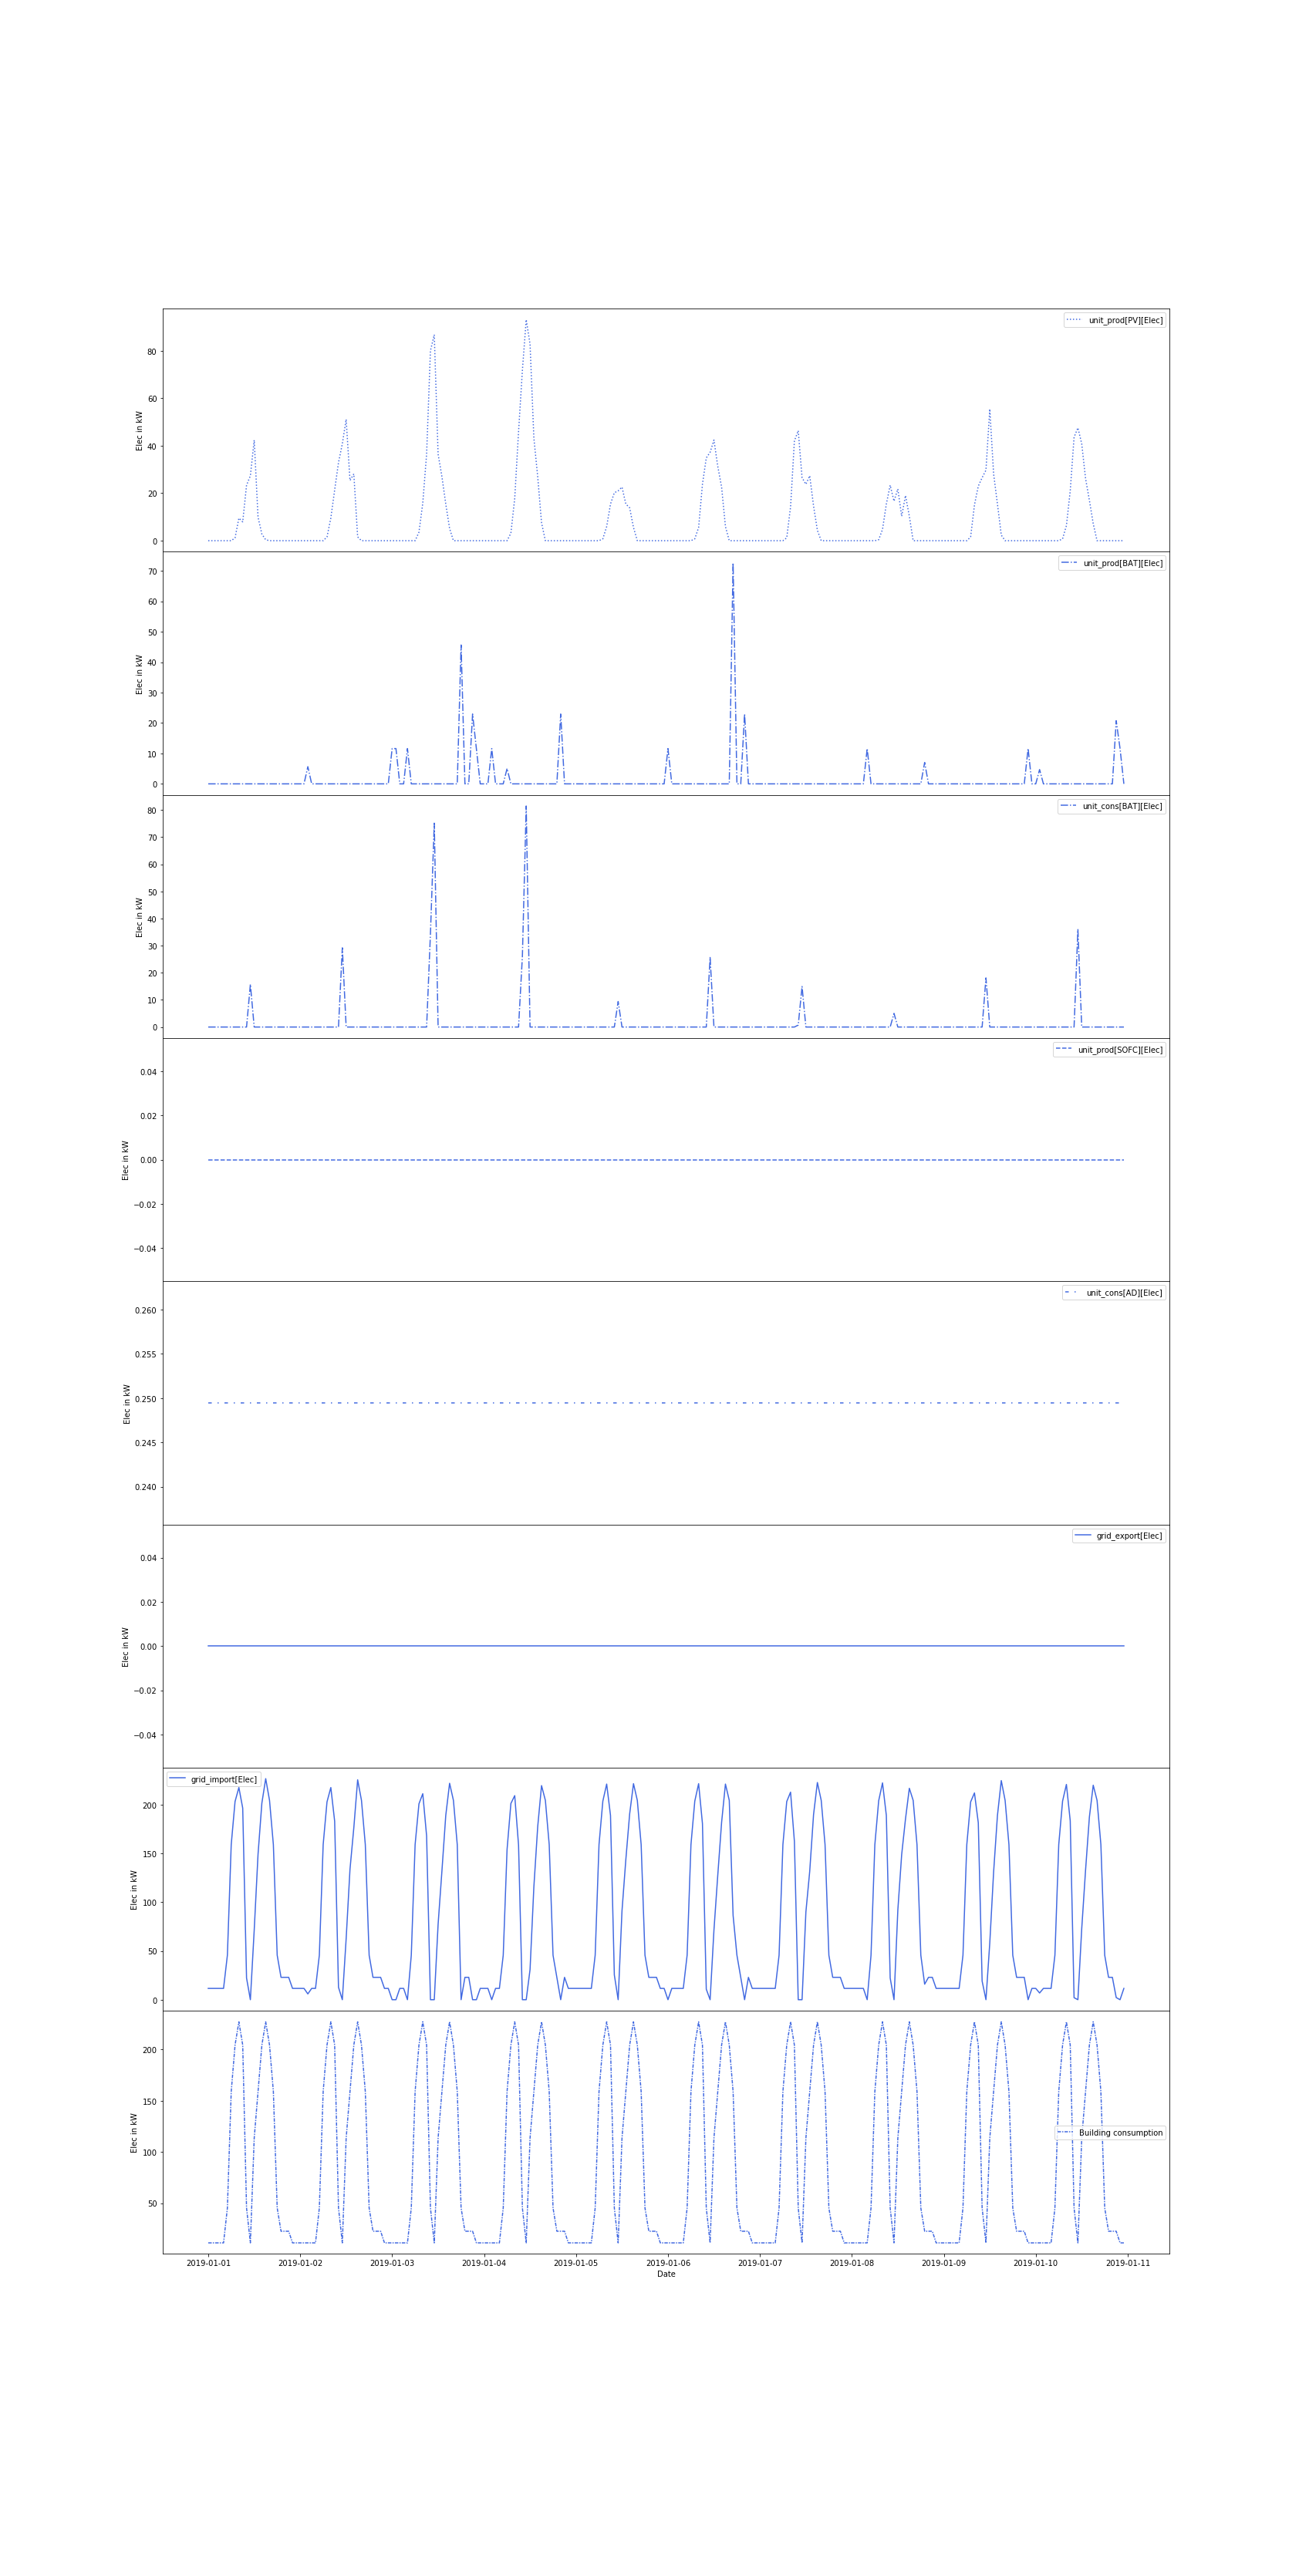 unit_prod[PV][Elec]
80
60
40
20
0
Elec in kW
unit_prod[BAT][Elec]
70
60
50
40
30
20
10
0
Elec in kW
unit_cons[BAT][Elec]
80
70
60
50
40
30
20
10
0
Elec in kW
unit_prod[SOFC][Elec]
0.04
0.02
0.00
−0.02
−0.04
Elec in kW
unit_cons[AD][Elec]
0.260
0.255
0.250
0.245
0.240
Elec in kW
grid_export[Elec]
0.04
0.02
0.00
−0.02
−0.04
Elec in kW
grid_import[Elec]
200
150
100
50
0
Elec in kW
Building consumption
200
150
100
50
Elec in kW
2019-01-01 2019-01-02 2019-01-03 2019-01-04 2019-01-05 2019-01-06 2019-01-07 2019-01-08 2019-01-09 2019-01-10 2019-01-11
Date